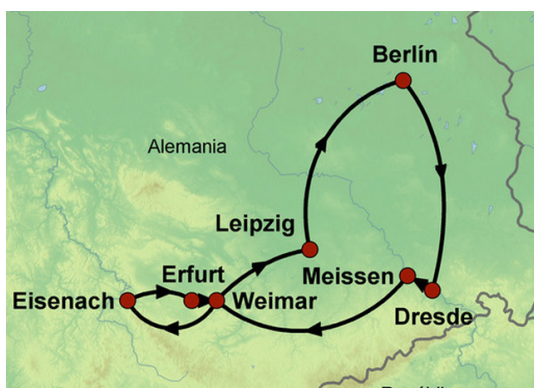 Berlín
Alemania
Leipzig
Erfurt
Meissen
Eisenach
Weimar
Dresde